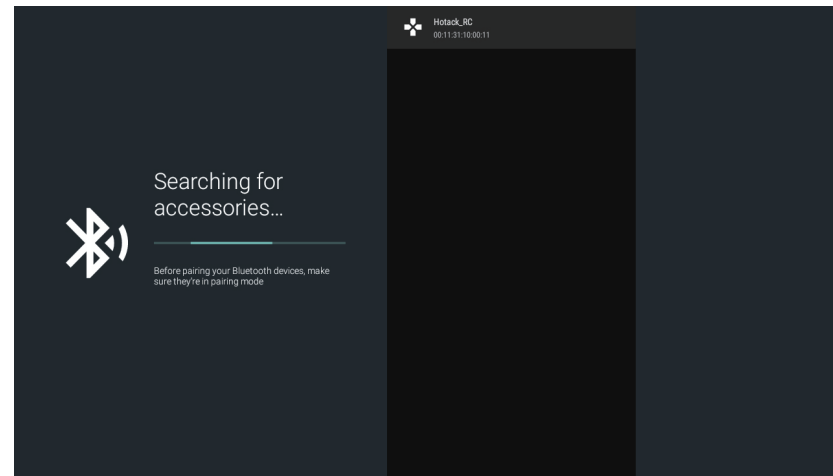 Hotack_RC
00:11:31:10:00:11
Searching for
accessories...
Before pairing your Bluetooth devices, make
sure they're in pairing mode